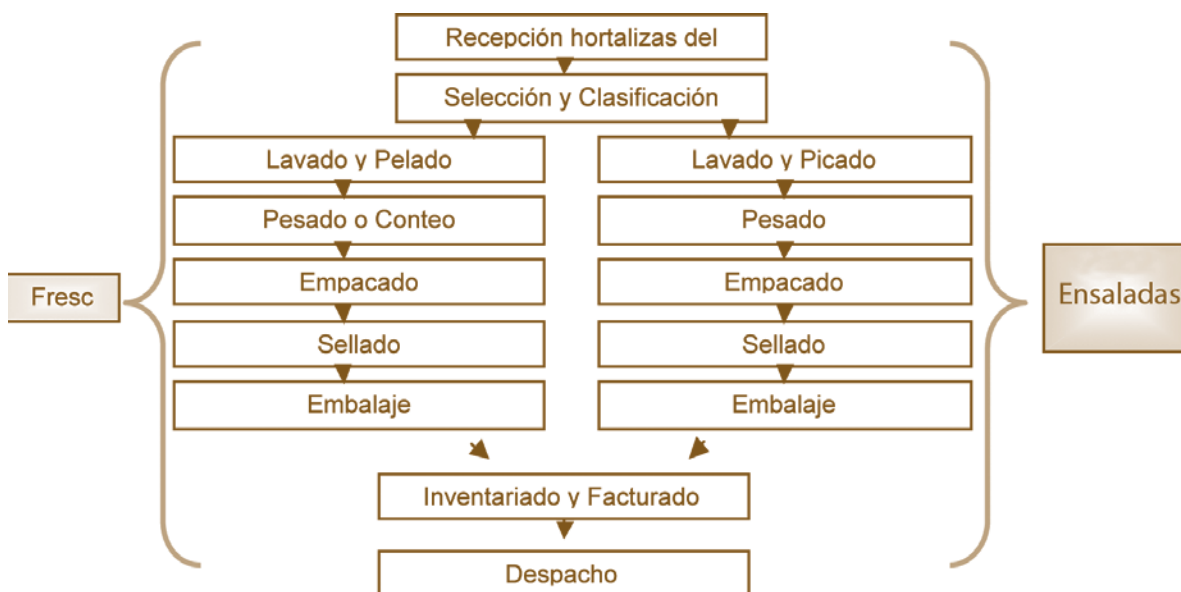 Recepción hortalizas del
Selección y Clasificación
Lavado y Pelado
Lavado y Picado
Pesado o Conteo
Pesado
Empacado
Empacado
Fresc
Ensaladas
Sellado
Sellado
Embalaje
Embalaje
Inventariado y Facturado
Despacho